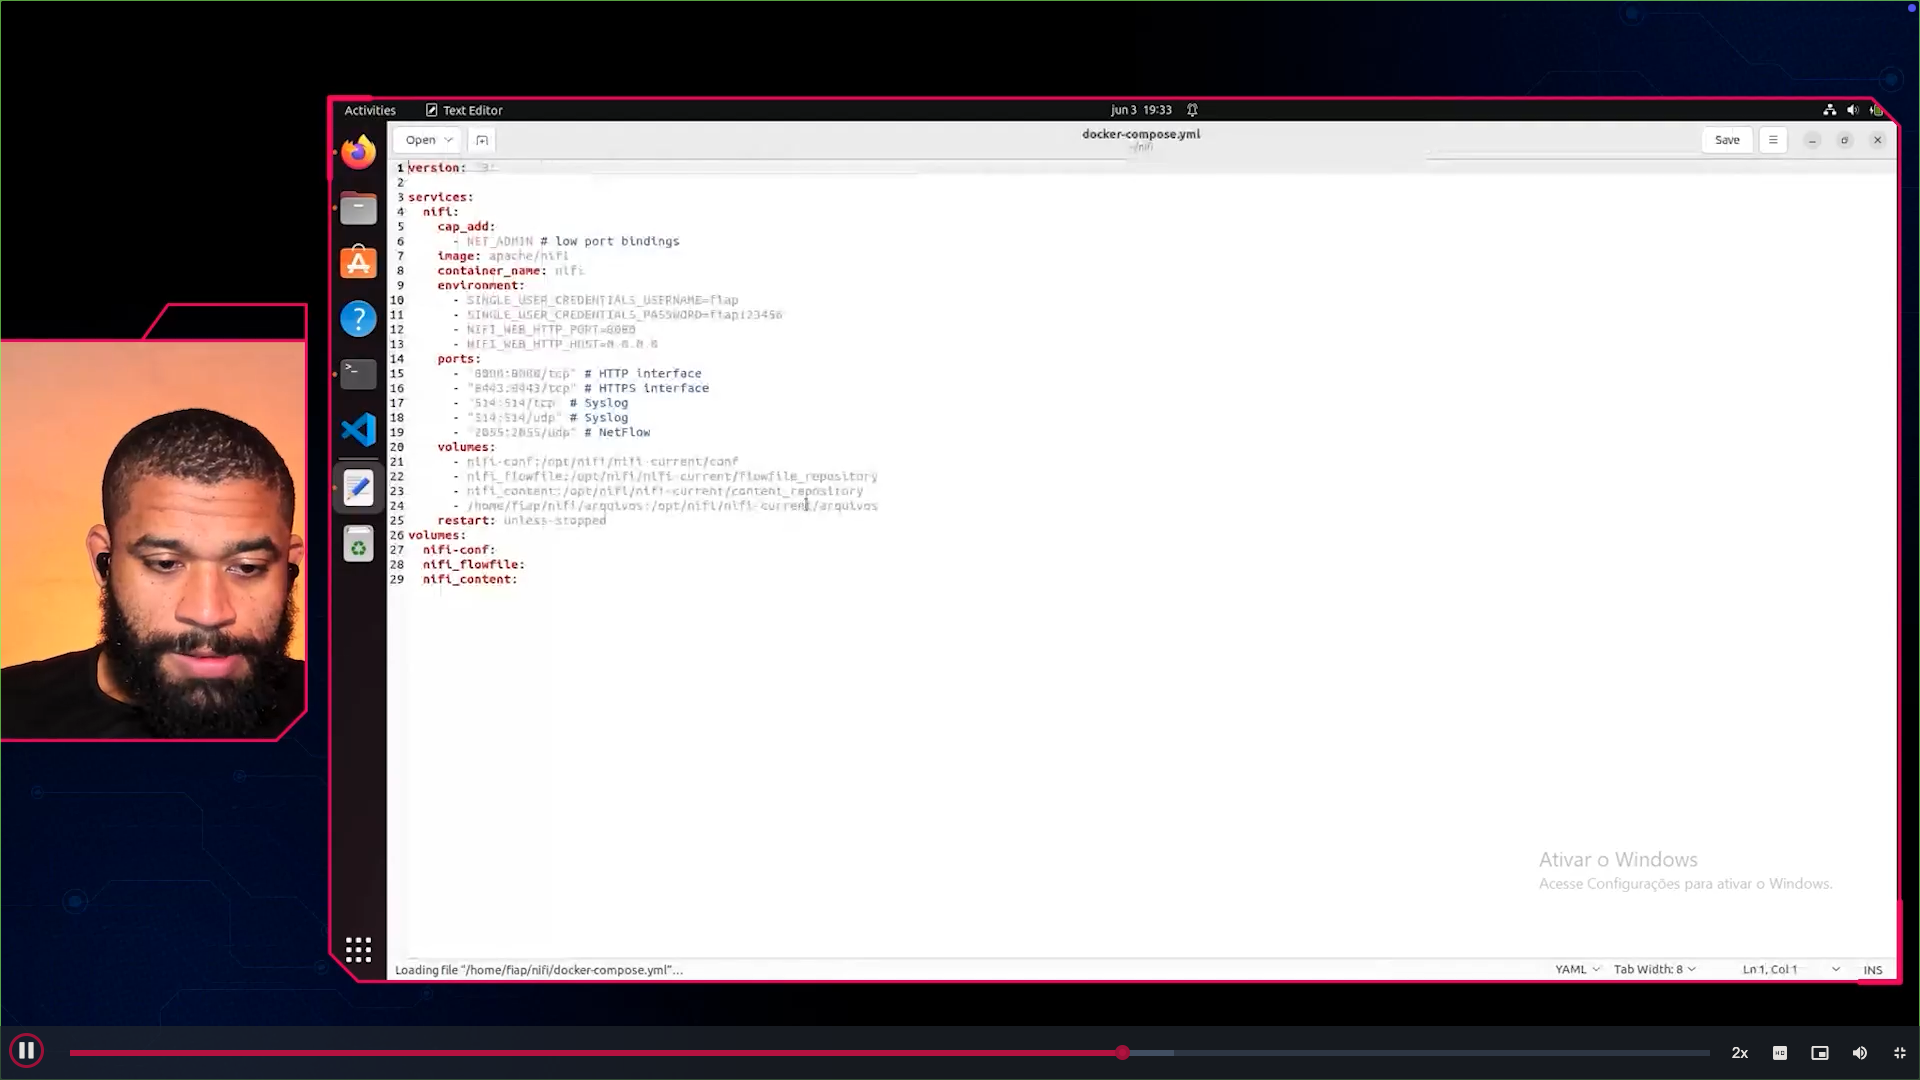 Activities Text Editor jun 3 19:33
Open docker-compose.yml Save
~/nifi
1 version:
2
3 services:
4 nifi:
5 cap_add:
6 - NET_ADMIN # low port bindings
7 image: apache/nifi
8 container_name: nifi
9 environment:
10 - SINGLE_USER_CREDENTIALS_USERNAME=fiap
11 - SINGLE_USER_CREDENTIALS_PASSWORD=fiap123456
12 - NIFI_WEB_HTTP_PORT=8080
13 - NIFI_WEB_HTTP_HOST=0.0.0.0
14 ports:
15 - "8080:8080/tcp" # HTTP interface
16 - "8443:8443/tcp" # HTTPS interface
17 - "514:514/tcp" # Syslog
18 - "514:514/udp" # Syslog
19 - "2055:2055/udp" # NetFlow
20 volumes:
21 - nifi-conf:/opt/nifi/nifi-current/conf
22 - nifi_flowfile:/opt/nifi/nifi-current/flowfile_repository
23 - nifi_content:/opt/nifi/nifi-current/content_repository
24 - /home/fiap/nifi/arquivos:/opt/nifi/nifi-current/arquivos
25 restart: unless-stopped
26 volumes:
27 nifi-conf:
28 nifi_flowfile:
29 nifi_content:
Ativar o Windows
Acesse Configurações para ativar o Windows.
Loading file "/home/fiap/nifi/docker-compose.yml"… YAML Tab Width: 8 Ln 1, Col 1 INS
2x HD